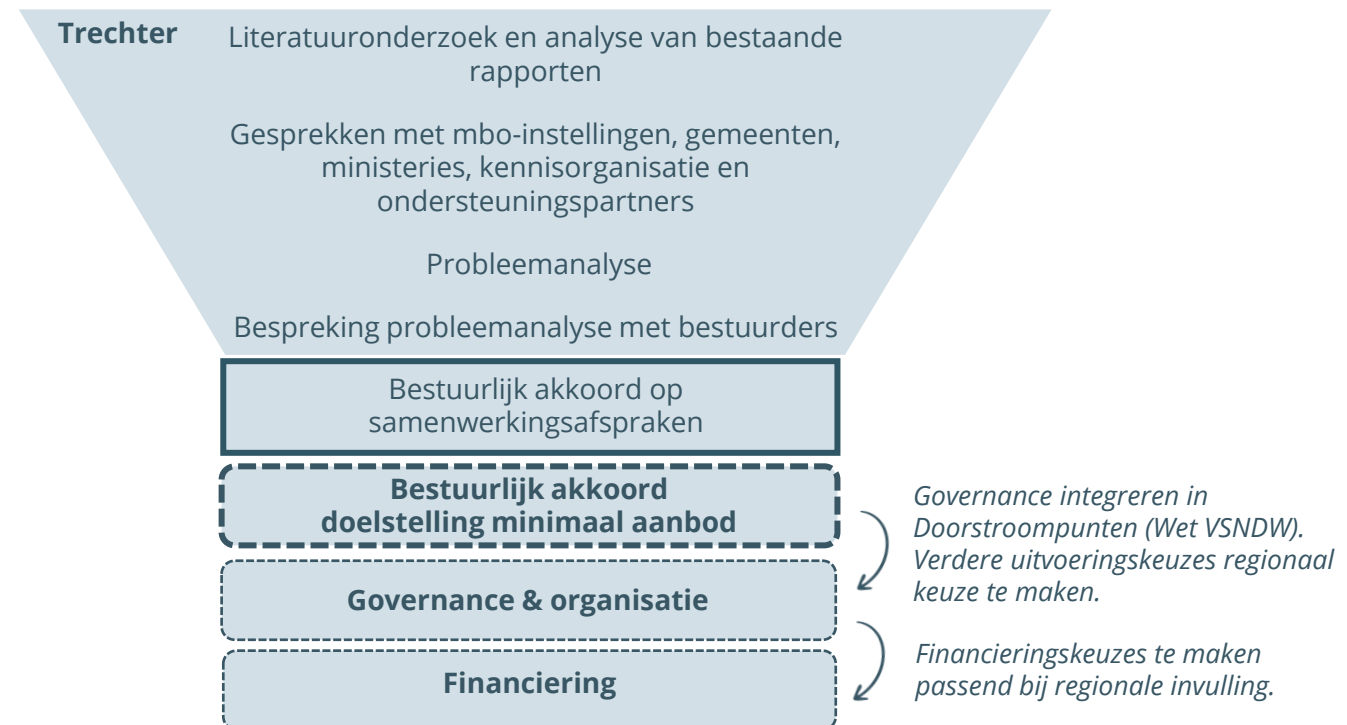 Trechter
Literatuuronderzoek en analyse van bestaande
rapporten
Gesprekken met mbo-instellingen, gemeenten,
ministeries, kennisorganisatie en
ondersteuningspartners
Probleemanalyse
Bespreking probleemanalyse met bestuurders
Bestuurlijk akkoord op
samenwerkingsafspraken
Bestuurlijk akkoord
doelstelling minimaal aanbod
Governance integreren in
Doorstroompunten (Wet VSNDW).
Verdere uitvoeringskeuzes regionaal
keuze te maken.
Governance & organisatie
Financieringskeuzes te maken
passend bij regionale invulling.
Financiering